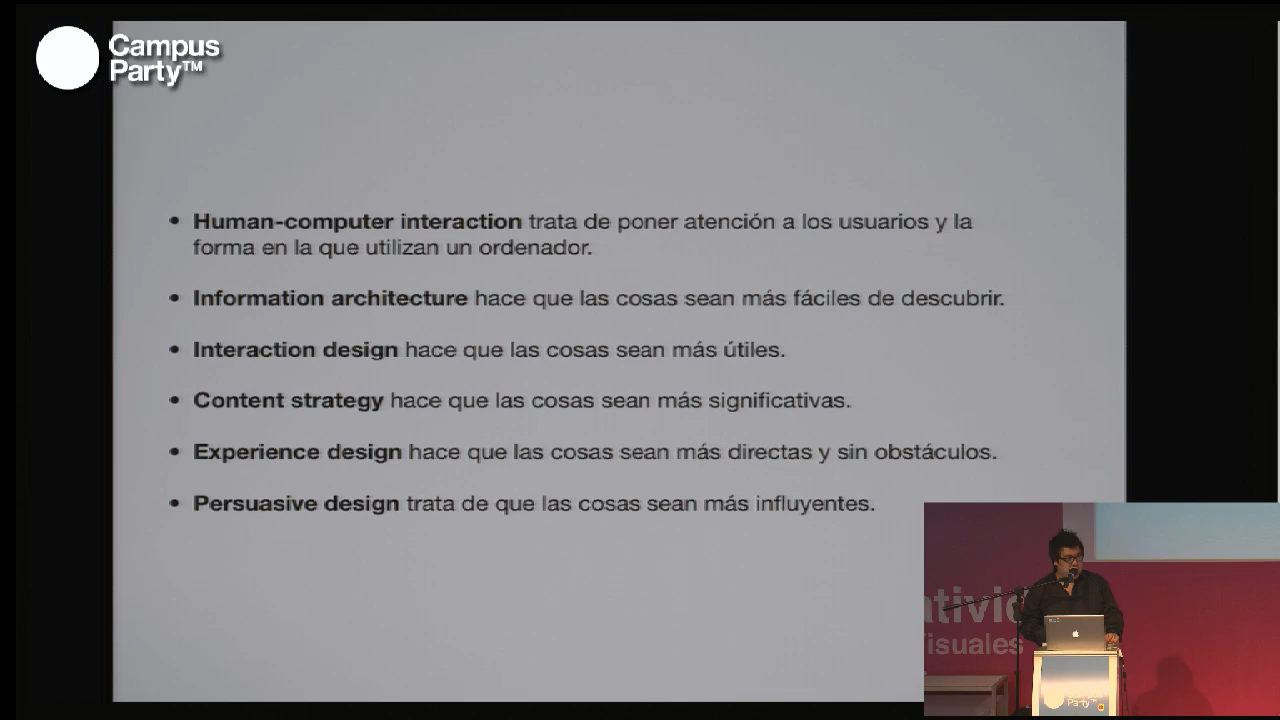 Campus
Party™
• Human-computer interaction trata de poner atención a los usuarios y la
forma en la que utilizan un ordenador.
• Information architecture hace que las cosas sean más fáciles de descubrir.
• Interaction design hace que las cosas sean más útiles.
• Content strategy hace que las cosas sean más significativas.
• Experience design hace que las cosas sean más directas y sin obstáculos.
• Persuasive design trata de que las cosas sean más influyentes.
ativid
isuales
Party™